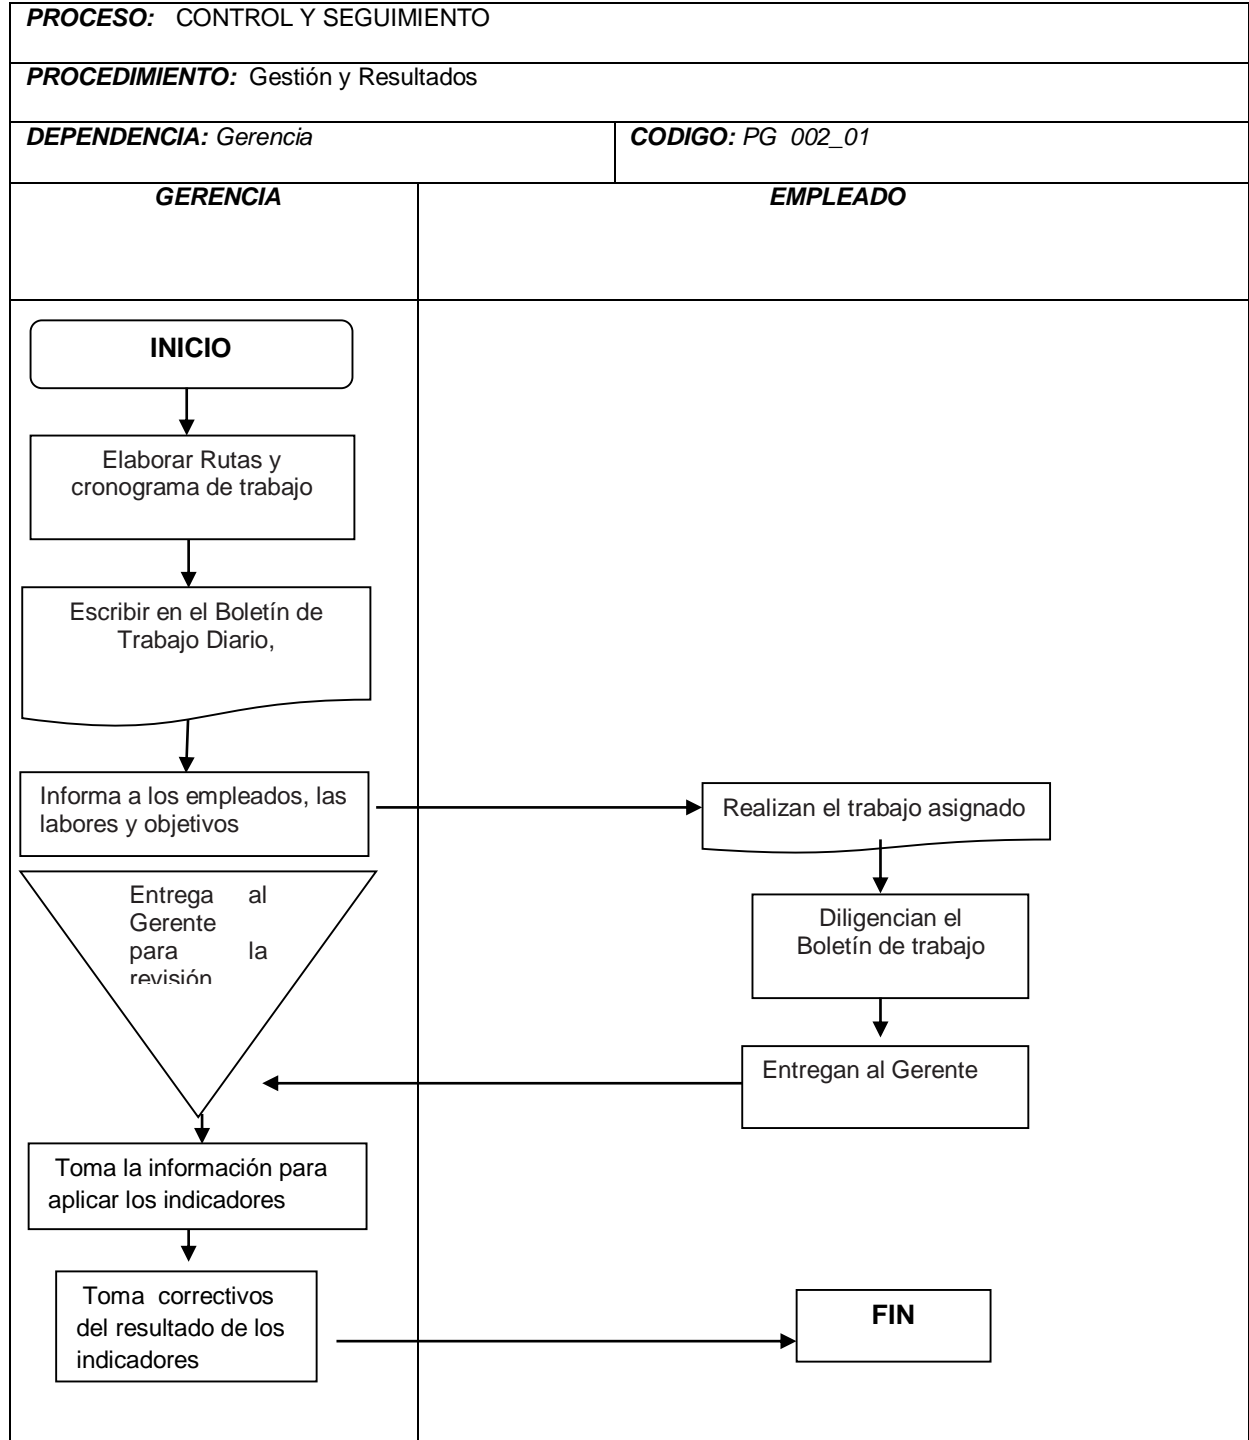 PROCESO: CONTROL Y SEGUIMIENTO
PROCEDIMIENTO: Gestión y Resultados
DEPENDENCIA: Gerencia
CODIGO: PG 002_01
GERENCIA
EMPLEADO
INICIO
Elaborar Rutas y
cronograma de trabajo
Escribir en el Boletín de
Trabajo Diario,
Informa a los empleados, las
labores y objetivos
Realizan el trabajo asignado
Diligencian el
Boletín de trabajo
Entregan al Gerente
Entrega al
Gerente
para la
revisión
Toma la información para
aplicar los indicadores
Toma correctivos
del resultado de los
indicadores
FIN